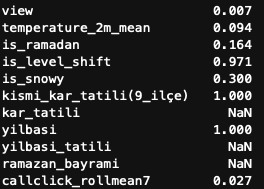 view 0.007
temperature_2m_mean 0.094
is_ramadan 0.164
is_level_shift 0.971
is_snowy 0.300
kismi_kar_tatili(9_ilçe) 1.000
kar_tatili NaN
yilbasi 1.000
yilbasi_tatili NaN
ramazan_bayrami NaN
callclick_rollmean7 0.027